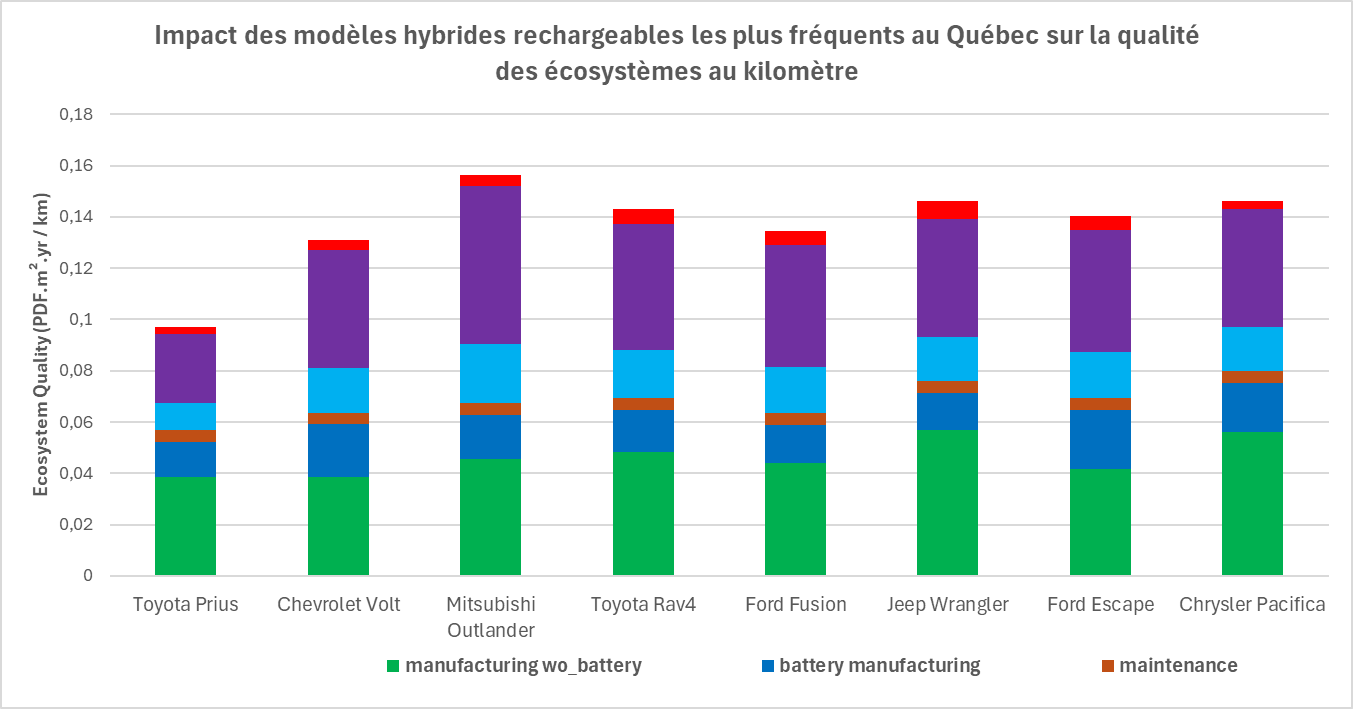 Impact des modèles hybrides rechargeables les plus fréquents au Québec sur la qualité
des écosystèmes au kilomètre
Ecosystem Quality (PDF.m².yr / km)
0,18
0,16
0,14
0,12
0,1
0,08
0,06
0,04
0,02
0
Toyota Prius
Chevrolet Volt
Mitsubishi
Outlander
Toyota Rav4
Ford Fusion
Jeep Wrangler
Ford Escape
Chrysler Pacifica
manufacturing wo_battery
battery manufacturing
maintenance